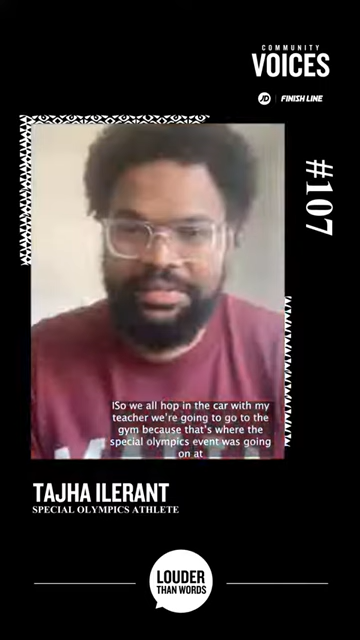 COMMUNITY
VOICES
JD | FINISH LINE
#107
ISo we all hop in the car with my
teacher we're going to go to the
gym because that's where the
special olympics event was going
on at
TAJHA ILERANT
SPECIAL OLYMPICS ATHLETE
LOUDER
THAN WORDS